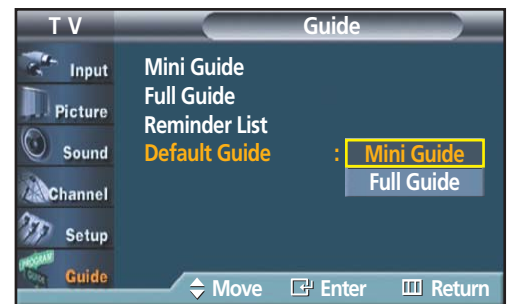 TV Guide
Input
Picture
Sound
Channel
Setup
PROGRAM GUIDE
Guide
Mini Guide
Full Guide
Reminder List
Default Guide : Mini Guide
Full Guide
Move Enter Return